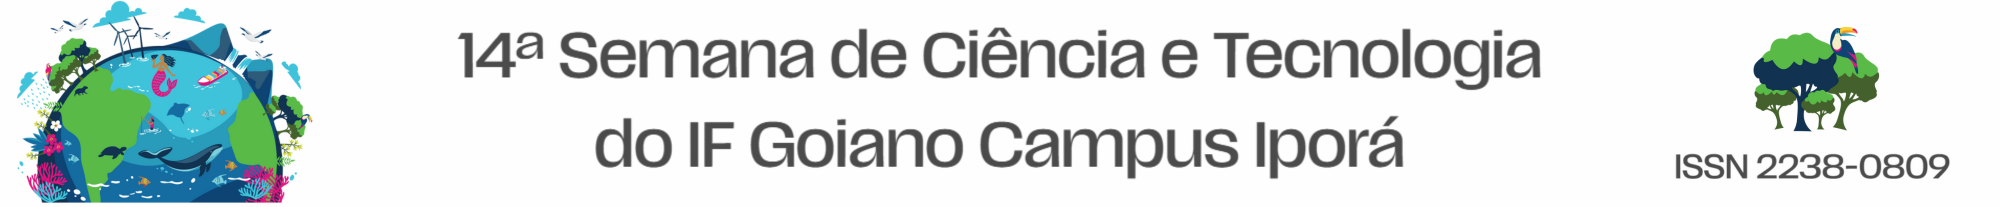 14ª Semana de Ciência e Tecnologia
do IF Goiano Campus Iporá
ISSN 2238-0809